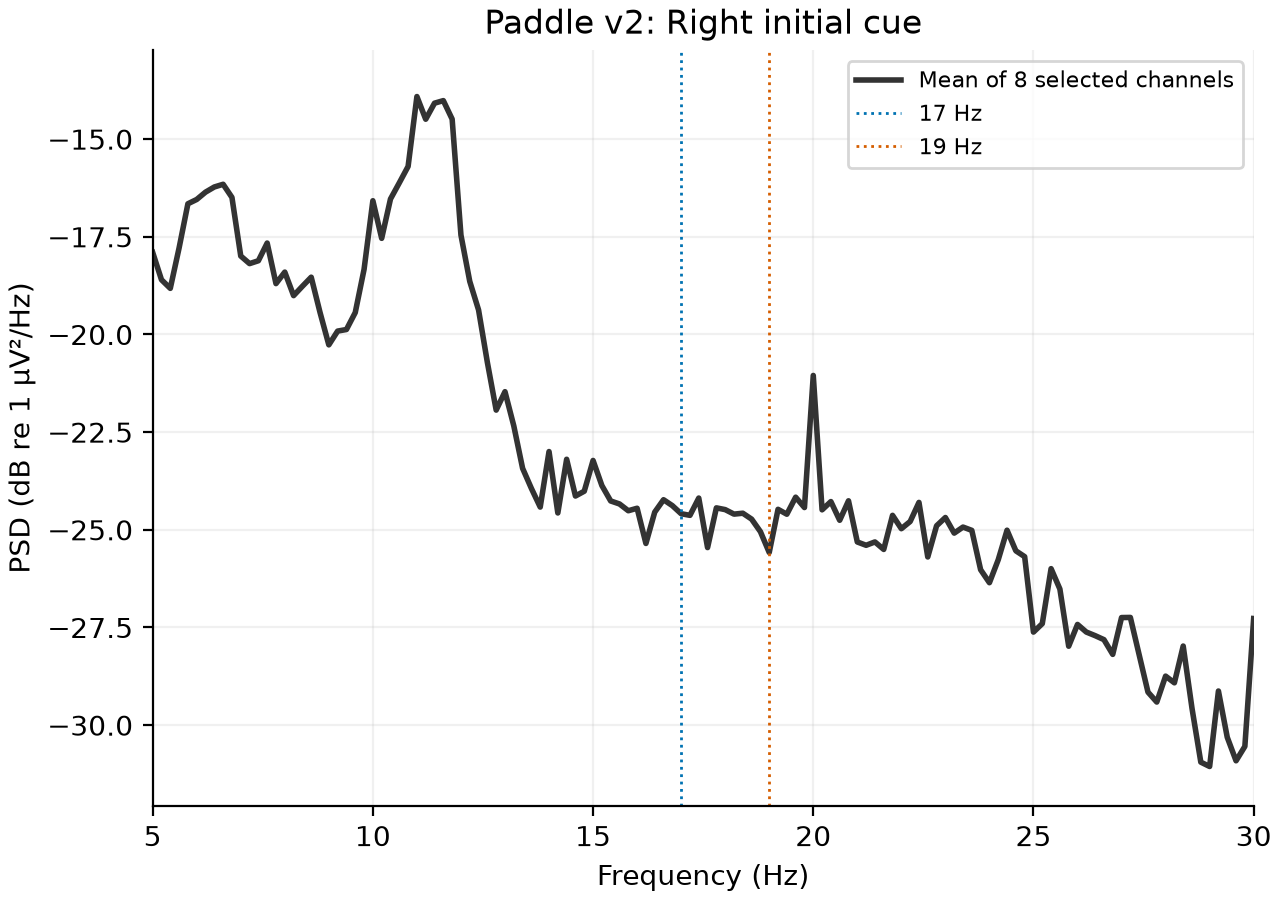 Paddle v2: Right initial cue
Mean of 8 selected channels
17 Hz
19 Hz
PSD (dB re 1 µV²/Hz)
−15.0
−17.5
−20.0
−22.5
−25.0
−27.5
−30.0
5 10 15 20 25 30
Frequency (Hz)